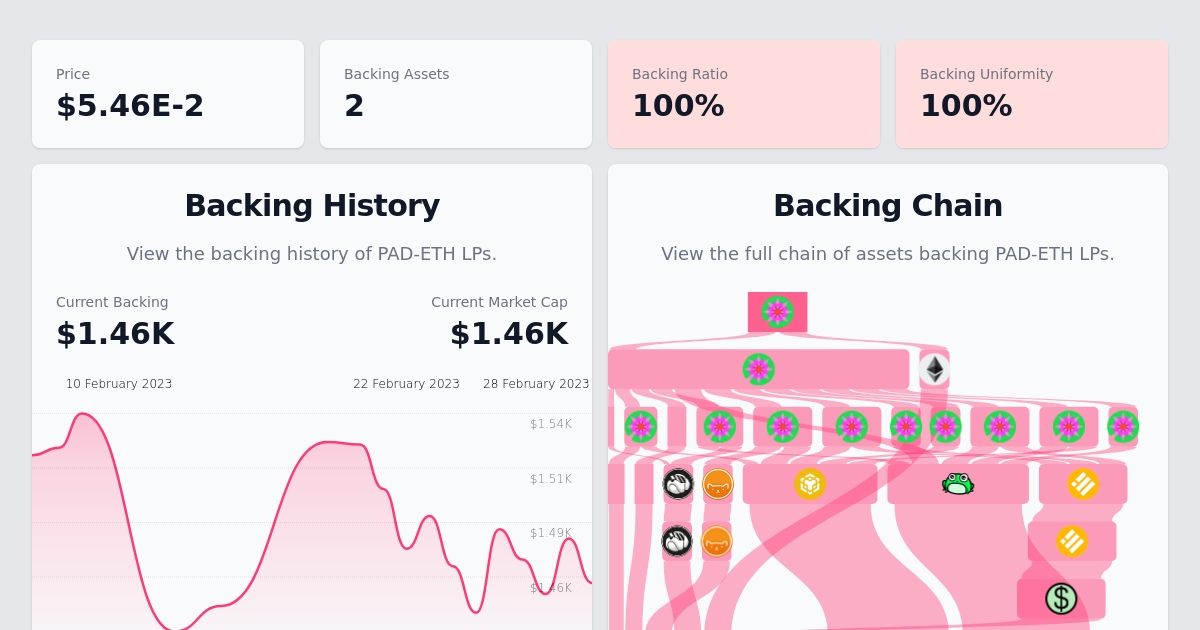 Price
$5.46E-2
Backing Assets
2
Backing Ratio
100%
Backing Uniformity
100%
Backing History
View the backing history of PAD-ETH LPs.
Current Backing
$1.46K
Current Market Cap
$1.46K
10 February 2023
22 February 2023
28 February 2023
$1.54K
$1.51K
$1.49K
$1.46K
Backing Chain
View the full chain of assets backing PAD-ETH LPs.
$